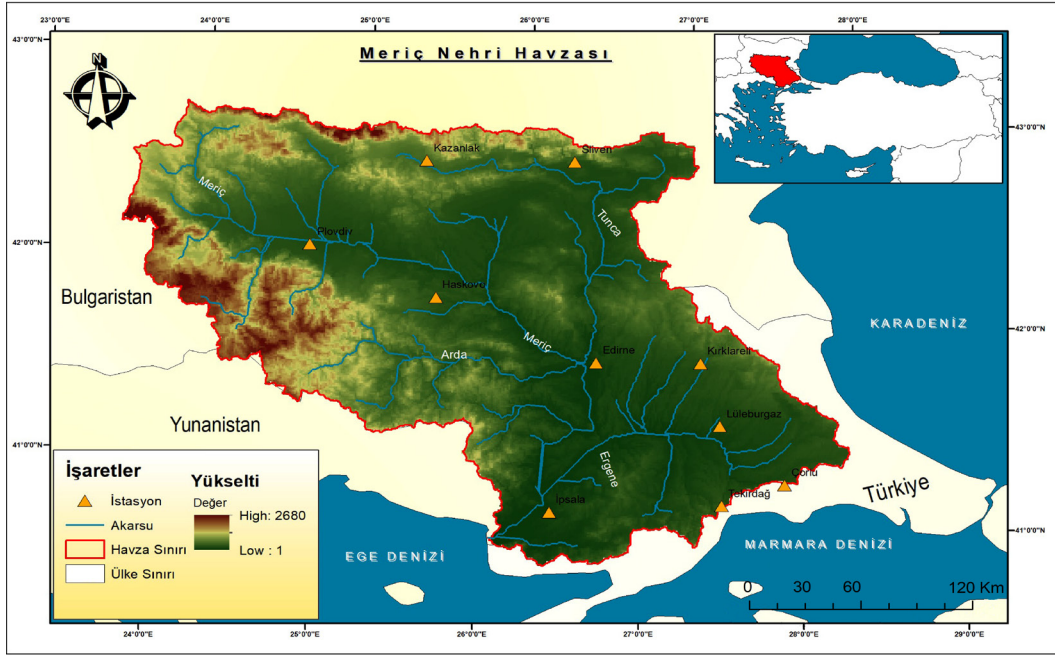 23°0'0"E
24°0'0"E
25°0'0"E
26°0'0"E
27°0'0"E
28°0'0"E
43°0'0"N
Meriç Nehri Havzası
N
43°0'0"N
Kazanlak
Sliven
Meriç
Tunca
42°0'0"N
Plovdiv
Haskovo
Bulgaristan
KARADENİZ
42°0'0"N
Meriç
Arda
Edirne
Kırklareli
Yunanistan
Lüleburgaz
41°0'0"N
Ergene
Çorlu
Tekirdağ
Türkiye
İpsala
41°0'0"N
EGE DENİZİ
MARMARA DENİZİ
İşaretler
İstasyon
Akarsu
Havza Sınırı
Ülke Sınırı
Yükselti
Değer
High: 2680
Low : 1
0 30 60 120 Km
24°0'0"E
25°0'0"E
26°0'0"E
27°0'0"E
28°0'0"E
29°0'0"E